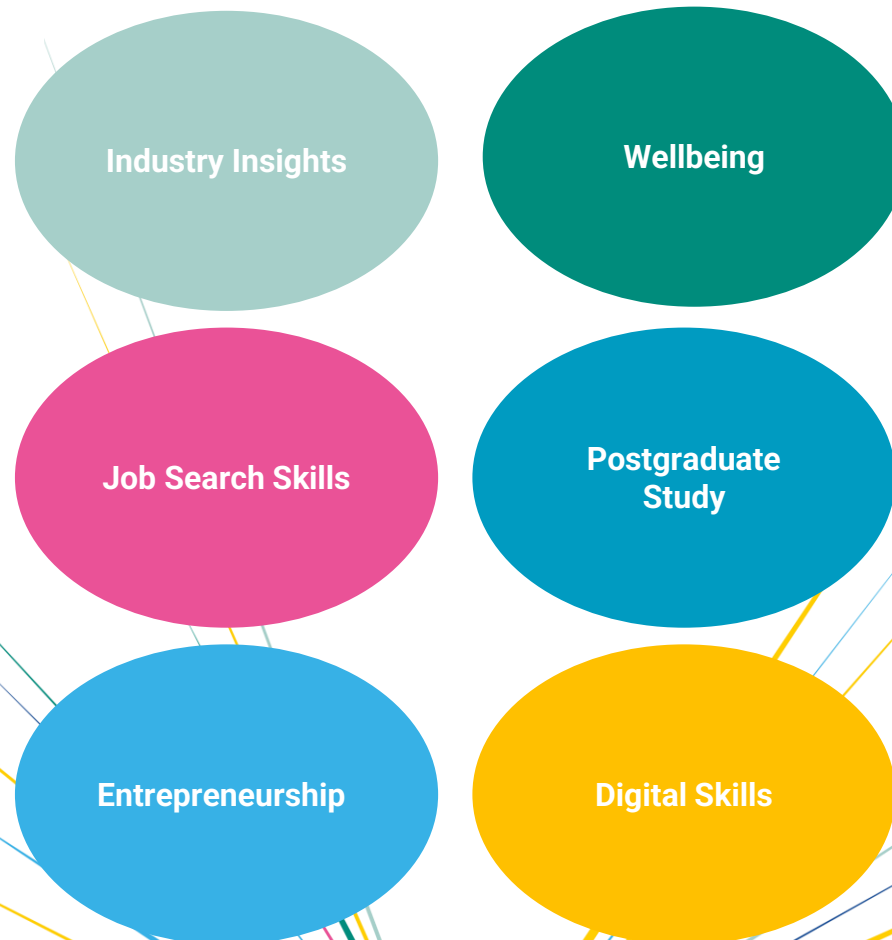 Industry Insights
Wellbeing
Job Search Skills
Postgraduate
Study
Entrepreneurship
Digital Skills